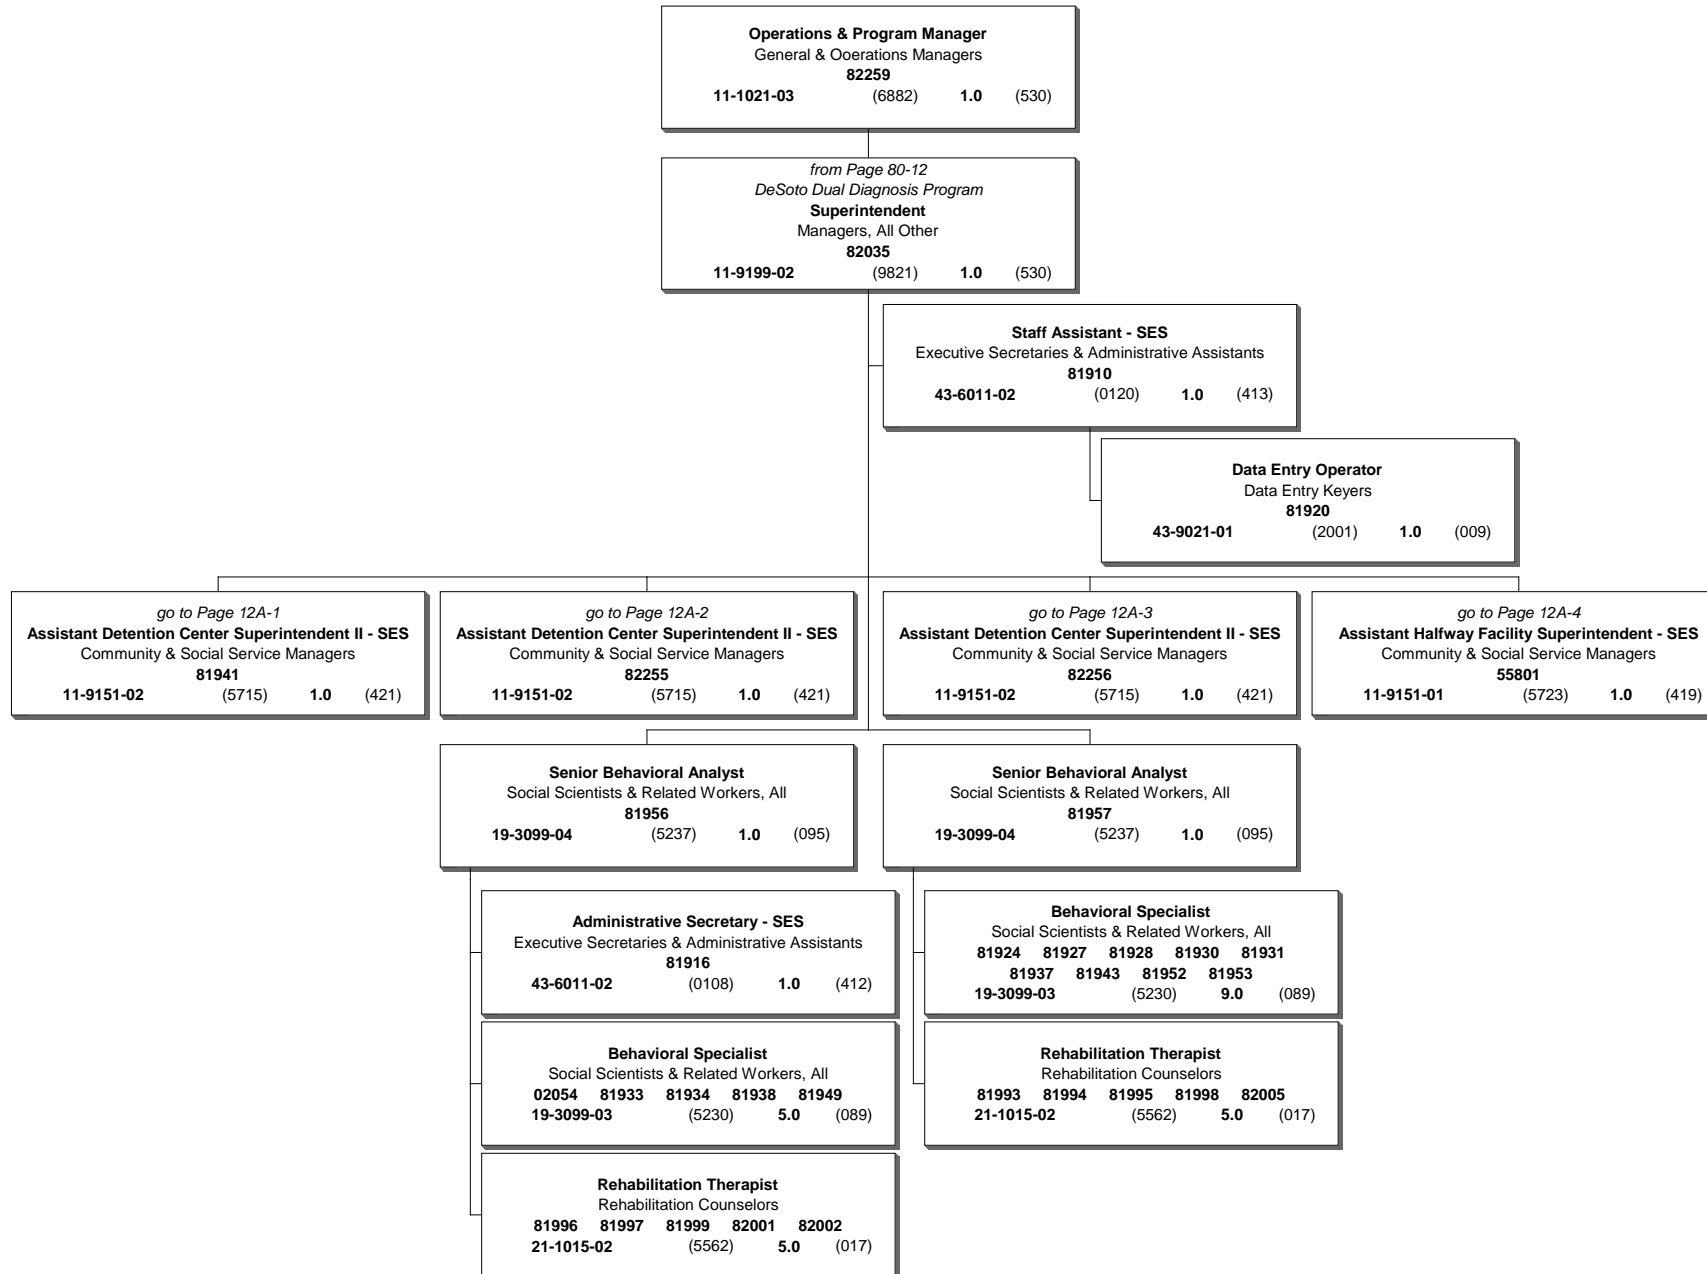 Operations & Program Manager
General & Ooerations Managers
82259
11-1021-03 (6882) 1.0 (530)
from Page 80-12
DeSoto Dual Diagnosis Program
Superintendent
Managers, All Other
82035
11-9199-02 (9821) 1.0 (530)
Staff Assistant - SES
Executive Secretaries & Administrative Assistants
81910
43-6011-02 (0120) 1.0 (413)
Data Entry Operator
Data Entry Keyers
81920
43-9021-01 (2001) 1.0 (009)
go to Page 12A-1
Assistant Detention Center Superintendent II - SES
Community & Social Service Managers
81941
11-9151-02 (5715) 1.0 (421)
go to Page 12A-2
Assistant Detention Center Superintendent II - SES
Community & Social Service Managers
82255
11-9151-02 (5715) 1.0 (421)
go to Page 12A-3
Assistant Detention Center Superintendent II - SES
Community & Social Service Managers
82256
11-9151-02 (5715) 1.0 (421)
go to Page 12A-4
Assistant Halfway Facility Superintendent - SES
Community & Social Service Managers
55801
11-9151-01 (5723) 1.0 (419)
Senior Behavioral Analyst
Social Scientists & Related Workers, All
81956
19-3099-04 (5237) 1.0 (095)
Administrative Secretary - SES
Executive Secretaries & Administrative Assistants
81916
43-6011-02 (0108) 1.0 (412)
Behavioral Specialist
Social Scientists & Related Workers, All
02054 81933 81934 81938 81949
19-3099-03 (5230) 5.0 (089)
Rehabilitation Therapist
Rehabilitation Counselors
81996 81997 81999 82001 82002
21-1015-02 (5562) 5.0 (017)
Senior Behavioral Analyst
Social Scientists & Related Workers, All
81957
19-3099-04 (5237) 1.0 (095)
Behavioral Specialist
Social Scientists & Related Workers, All
81924 81927 81928 81930 81931
81937 81943 81952 81953
19-3099-03 (5230) 9.0 (089)
Rehabilitation Therapist
Rehabilitation Counselors
81993 81994 81995 81998 82005
21-1015-02 (5562) 5.0 (017)